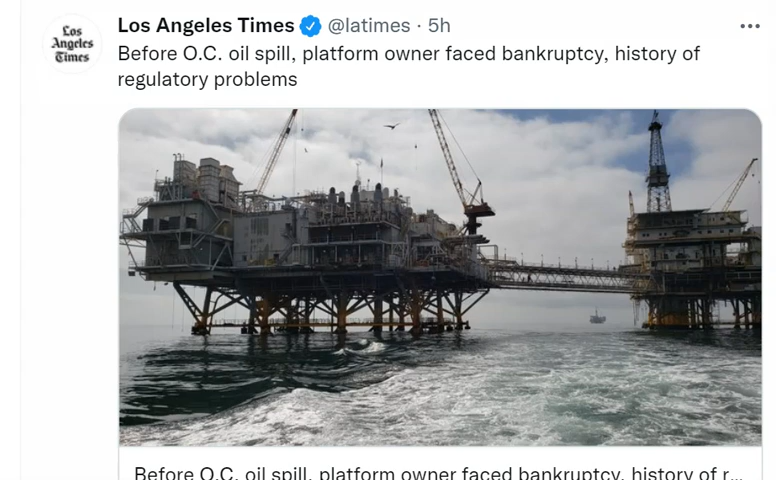 Los
Angeles
Times
Los Angeles Times @latimes · 5h
Before O.C. oil spill, platform owner faced bankruptcy, history of
regulatory problems
Before O.C. oil spill, platform owner faced bankruptcy, history of r...